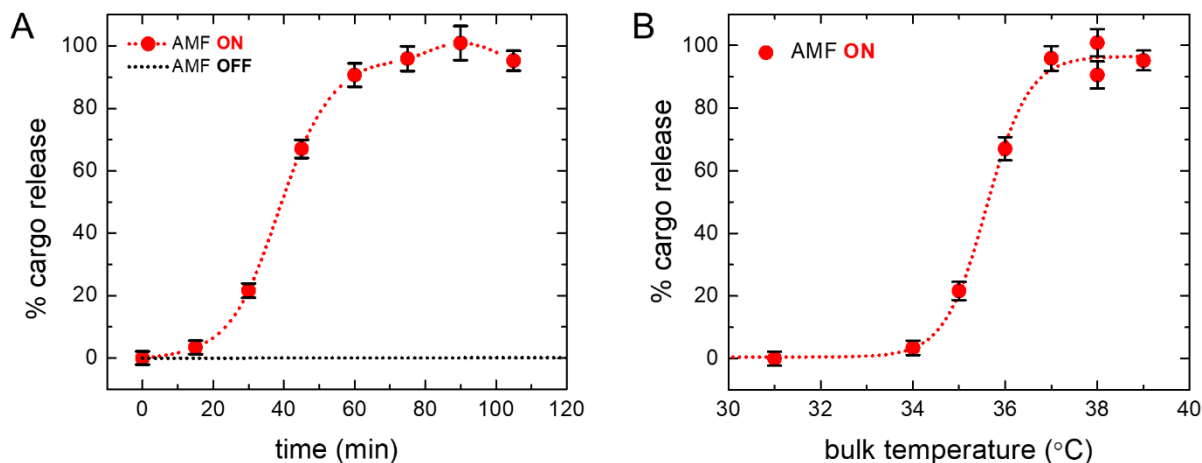 A
AMF ON
AMF OFF
% cargo release
100
80
60
40
20
0
0 20 40 60 80 100 120
time (min)
B
AMF ON
% cargo release
100
80
60
40
20
0
30 32 34 36 38 40
bulk temperature (°C)